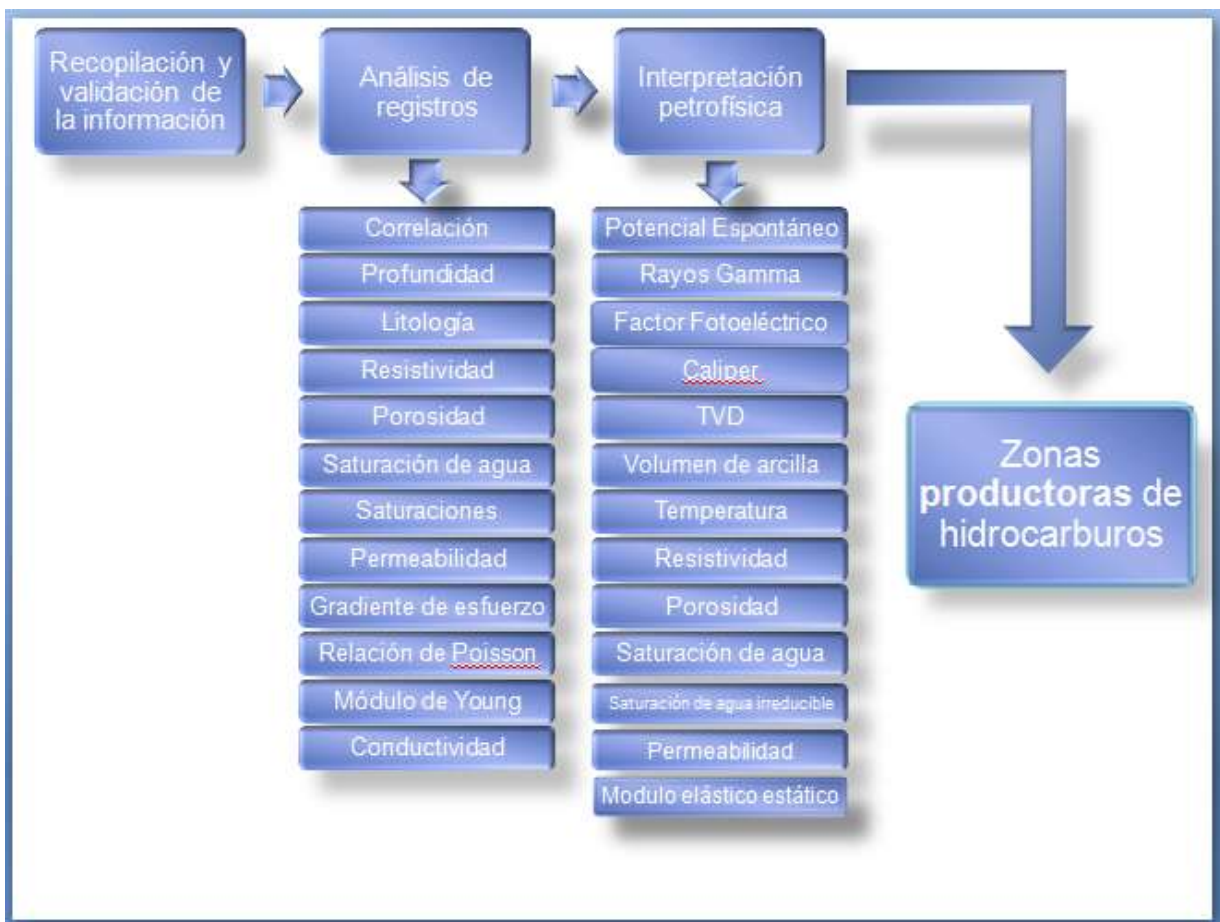 Recopilación y
validación de
la información
Análisis de
registros
Interpretación
petrofísica
Correlación
Profundidad
Litología
Resistividad
Porosidad
Saturación de agua
Saturaciones
Permeabilidad
Gradiente de esfuerzo
Relación de Poisson
Módulo de Young
Conductividad
Potencial Espontáneo
Rayos Gamma
Factor Fotoeléctrico
Caliper
TVD
Volumen de arcilla
Temperatura
Resistividad
Porosidad
Saturación de agua
Saturación de agua irreducible
Permeabilidad
Modulo elástico estático
Zonas
productoras de
hidrocarburos